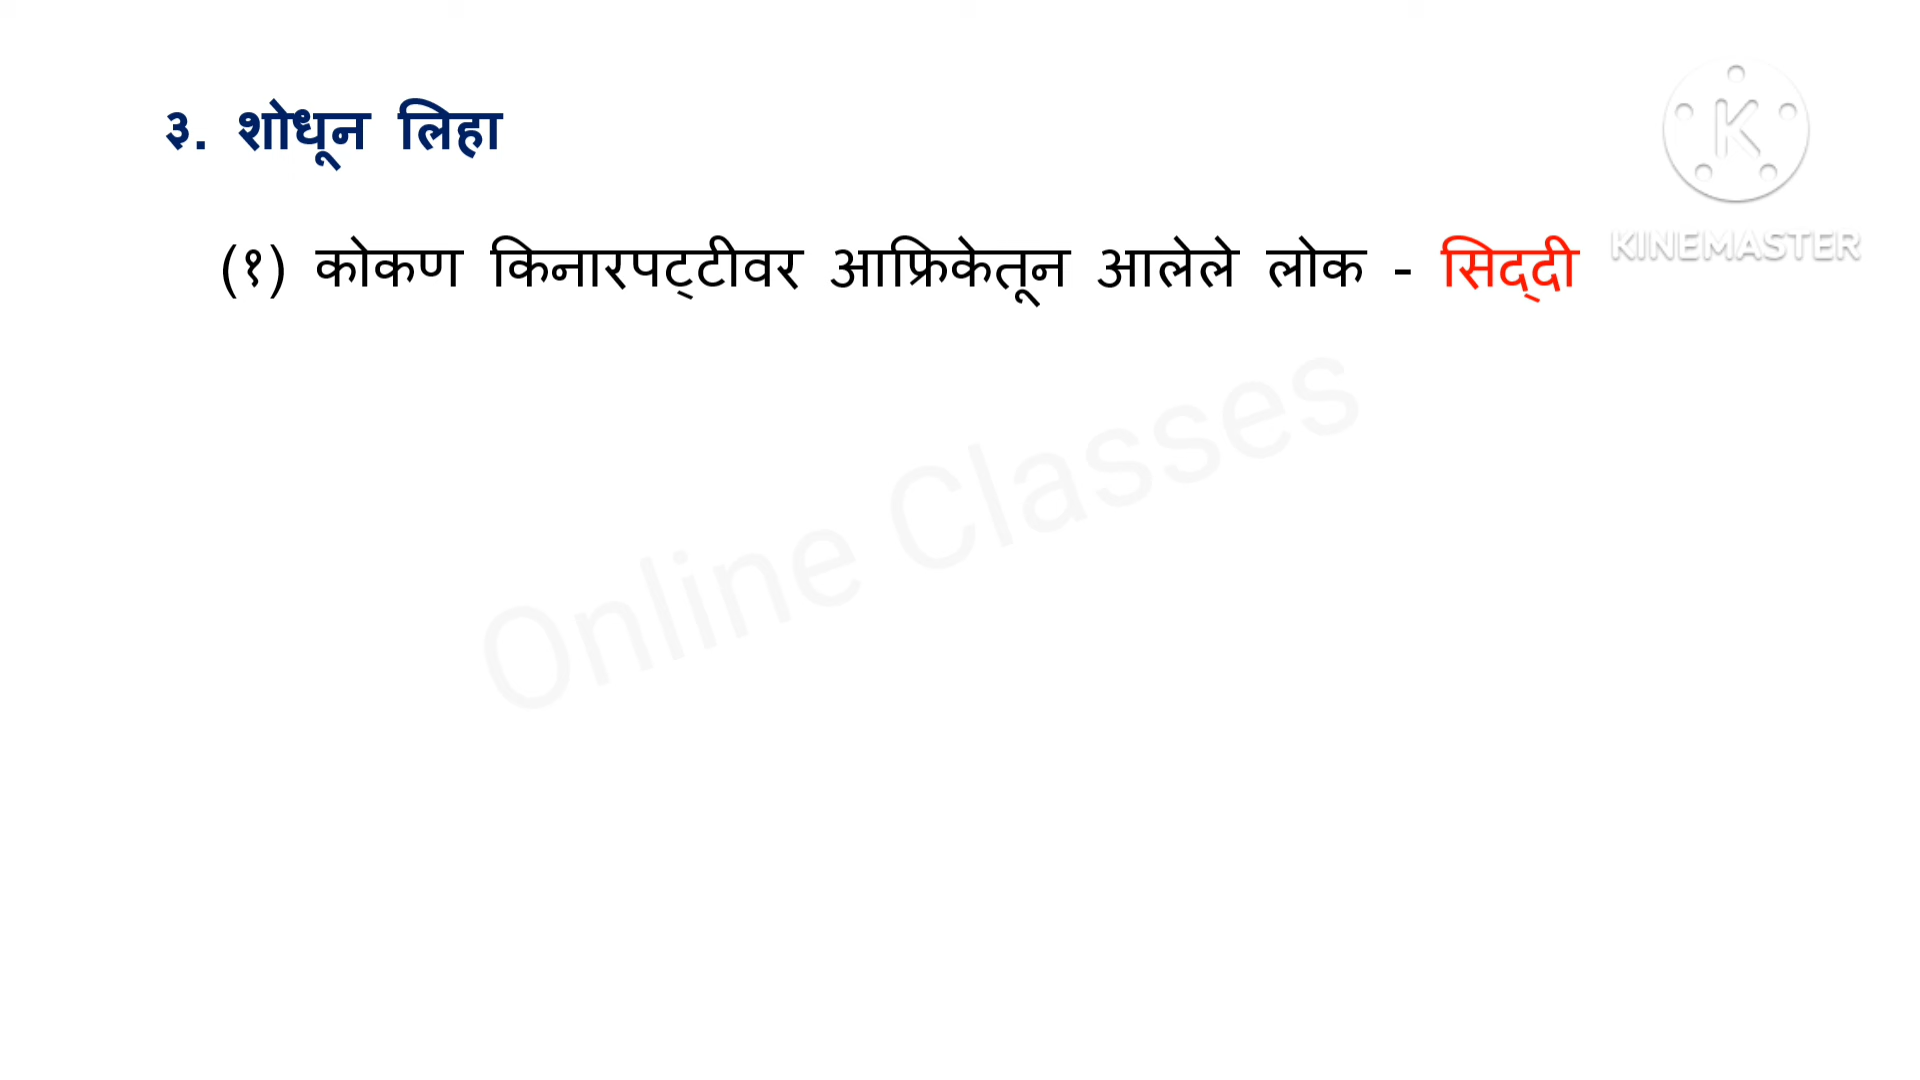 ३. शोधून लिहा
KINEMASTER
(१) कोकण किनारपट्टीवर आफ्रिकेतून आलेले लोक - सिद्दी
Online Classes